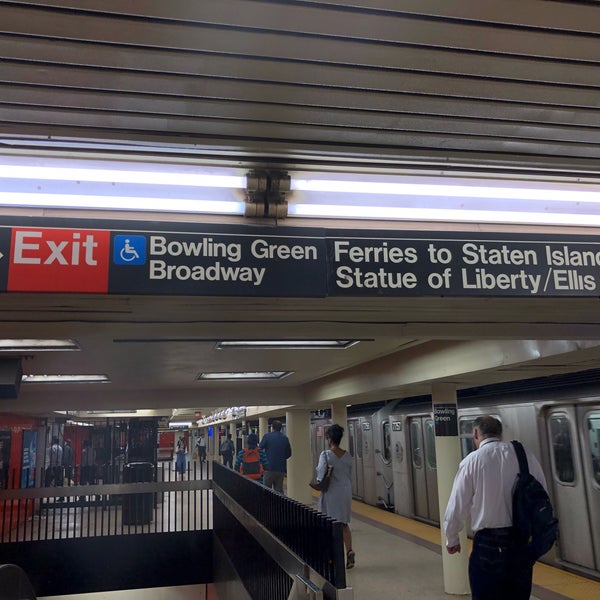 Exit
Bowling Green
Broadway
Ferries to Staten Island
Statue of Liberty/Ellis
Bowling
Green